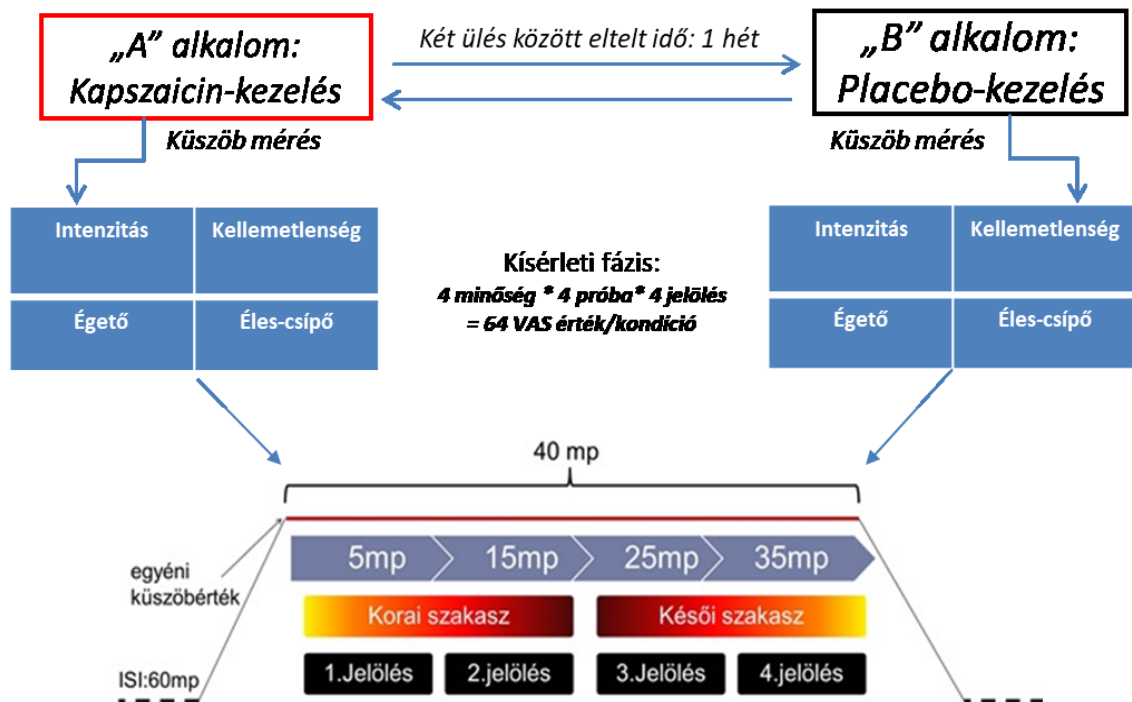 „A” alkalom:
Kapszaicin-kezelés
Két ülés között eltelt idő: 1 hét
„B” alkalom:
Placebo-kezelés
Küszöb mérés
Küszöb mérés
Intenzitás
Kellemetlenség
Égető
Éles-csípő
Kísérleti fázis:
4 minőség * 4 próba* 4 jelölés
= 64 VAS érték/kondíció
Intenzitás
Kellemetlenség
Égető
Éles-csípő
40 mp
egyéni
küszöbérték
5mp
15mp
25mp
35mp
Korai szakasz
Késői szakasz
ISI:60mp
1.Jelölés
2.jelölés
3.Jelölés
4.jelölés